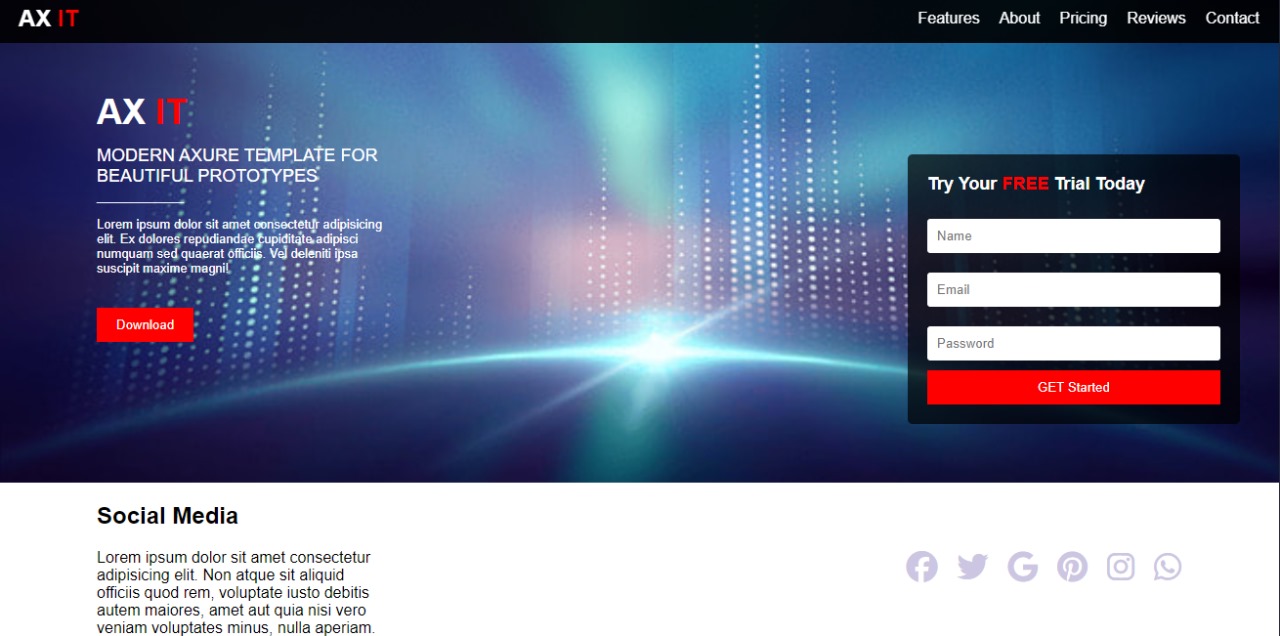 AX IT
Features About Pricing Reviews Contact
AX IT
MODERN AXURE TEMPLATE FOR
BEAUTIFUL PROTOTYPES
Lorem ipsum dolor sit amet consectetur adipisicing
elit. Ex dolores repudiandae cupiditate adipisci
numquam sed quaerat officiis. Vel deleniti ipsa
suscipit maxime magni!
Download
Try Your FREE Trial Today
Name
Email
Password
GET Started
Social Media
Lorem ipsum dolor sit amet consectetur
adipisicing elit. Non atque sit aliquid
officiis quod rem, voluptate iusto debitis
autem maiores, amet aut quia nisi vero
veniam voluptates minus, nulla aperiam.